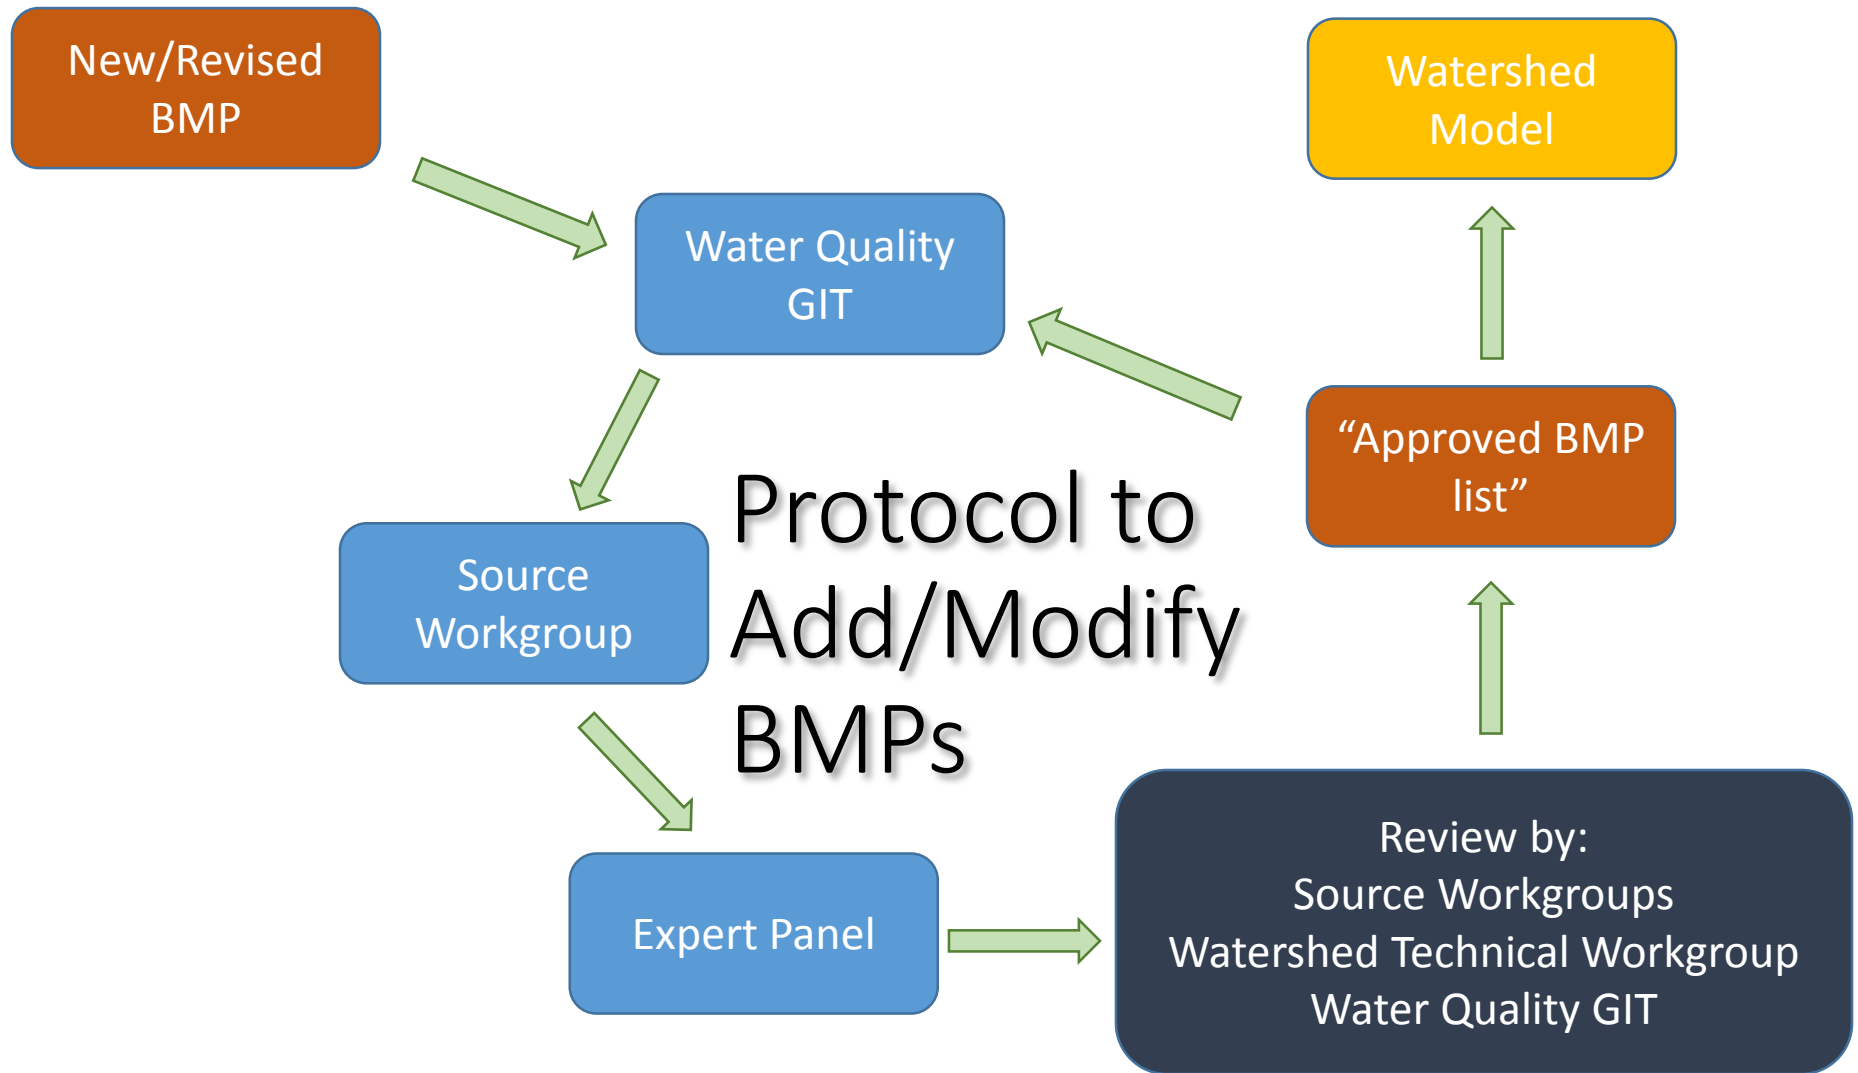 New/Revised
BMP
Watershed
Model
Water Quality
GIT
“Approved BMP
list”
Protocol to
Add/Modify
BMPs
Source
Workgroup
Expert Panel
Review by:
Source Workgroups
Watershed Technical Workgroup
Water Quality GIT